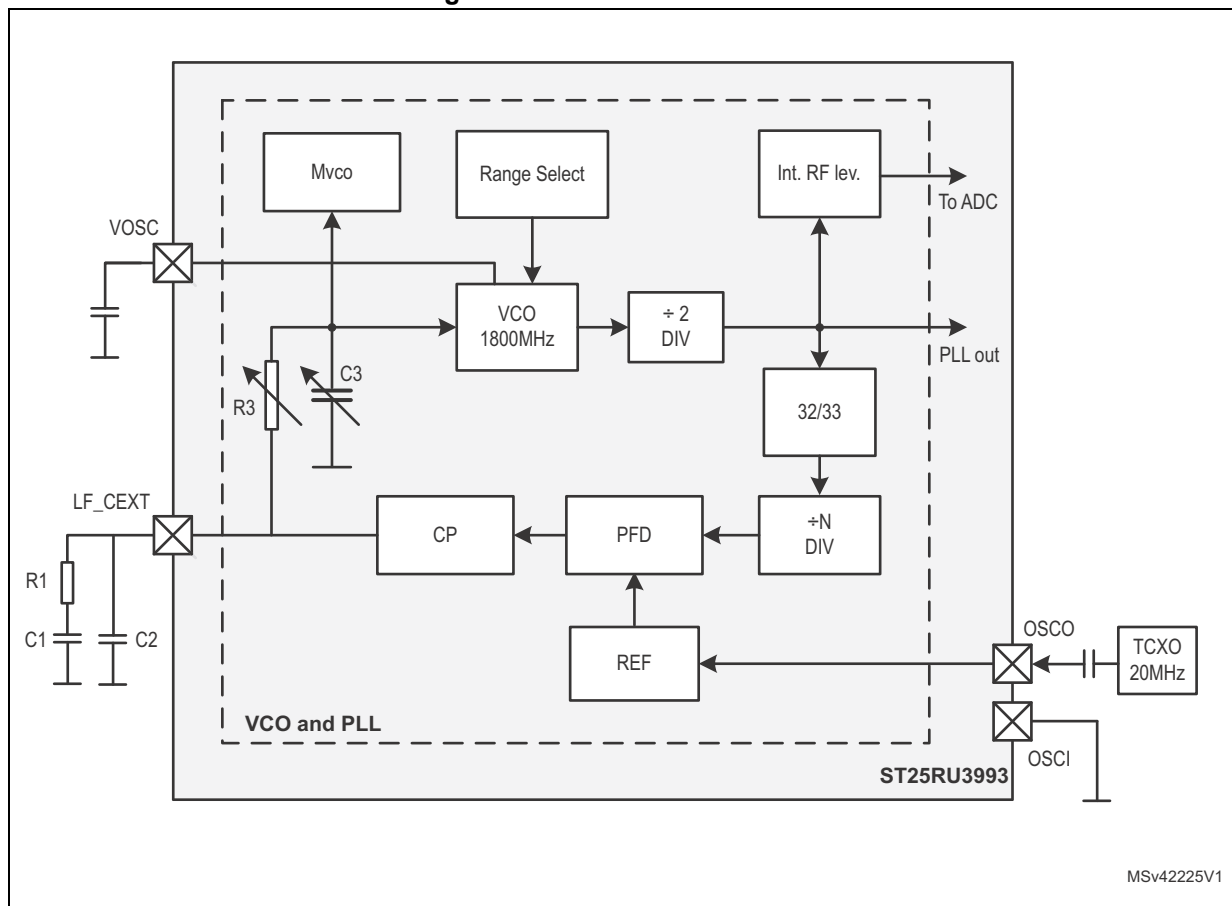 g
Mvco
Range Select
Int. RF lev.
To ADC
VOSC
VCO
1800MHz
÷ 2
DIV
PLL out
C3
R3
32/33
LF_CEXT
CP
PFD
÷N
DIV
R1
C1
C2
REF
OSCO
TCXO
20MHz
VCO and PLL
OSCI
ST25RU3993
MSv42225V1